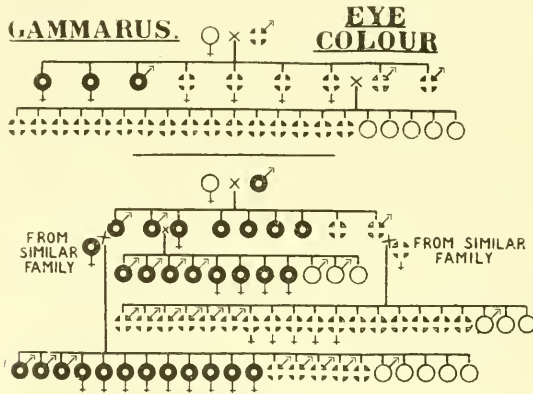 GAMMARUS.
EYE
COLOUR
FROM
SIMILAR
FAMILY
FROM SIMILAR
FAMILY